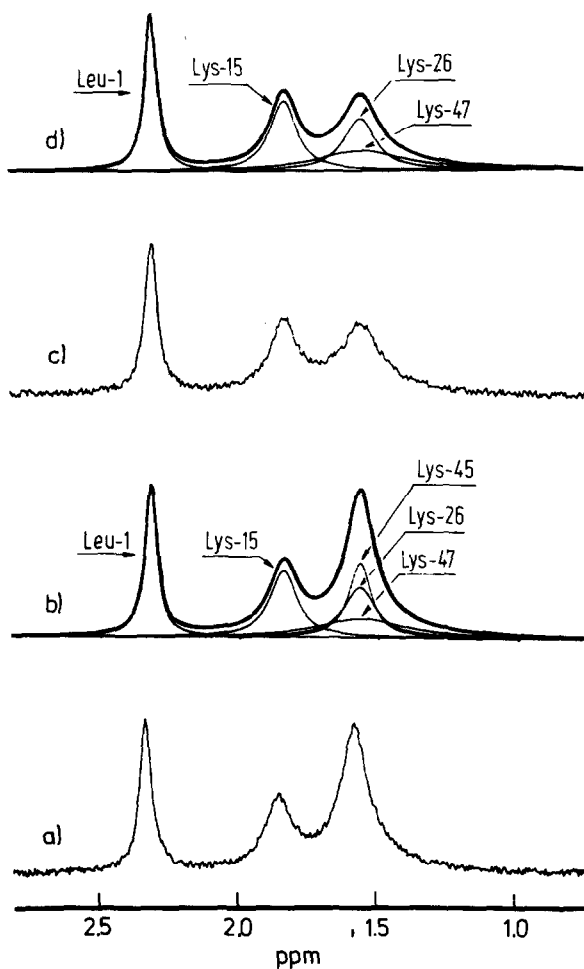 Leu-1
Lys-15
Lys-26
Lys-47
d)
c)
Lys-45
Leu-1
Lys-15
Lys-26
Lys-47
b)
a)
2.5 2.0 1.5 1.0
ppm